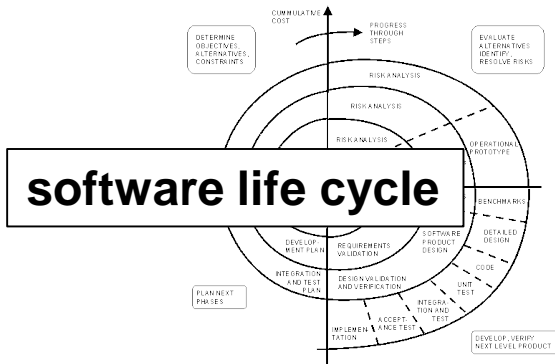 CUMMULATIVE
COST
PROGRESS
THROUGH
STEPS
DETERMINE
OBJECTIVES,
ALTERNATIVES,
CONSTRAINTS
EVALUATE
ALTERNATIVES
IDENTIFY,
RESOLVE RISKS
RISK ANALYSIS
RISK ANALYSIS
RISK ANALYSIS
OPERATIONAL
PROTOTYPE
software life cycle
BENCHMARKS
DEVELOP-
MENT PLAN
REQUIREMENTS
VALIDATION
SOFTWARE
PRODUCT
DESIGN
DETAILED
DESIGN
CODE
UNIT
TEST
INTEGRATION
AND TEST
PLAN
DESIGN VALIDATION
AND VERIFICATION
INTEGRA-
TION AND
TEST
ACCEPT-
ANCE TEST
IMPLEMEN-
TATION
PLAN NEXT
PHASES
DEVELOP, VERIFY
NEXT LEVEL PRODUCT